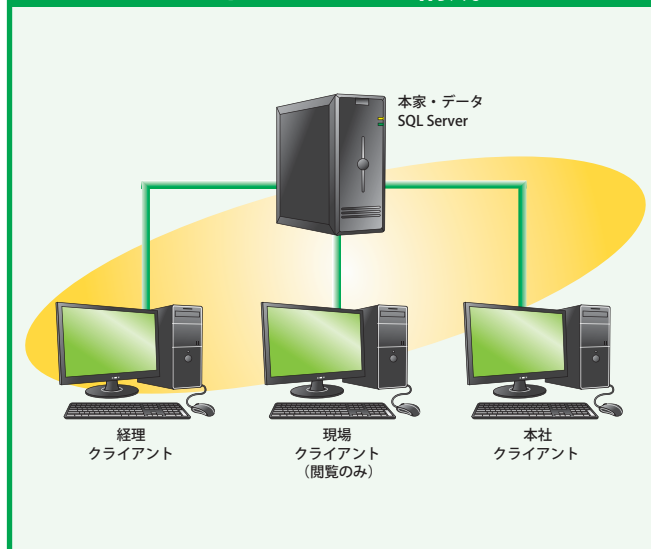 本家・データ
SQL Server
経理
クライアント
現場
クライアント
（閲覧のみ）
本社
クライアント